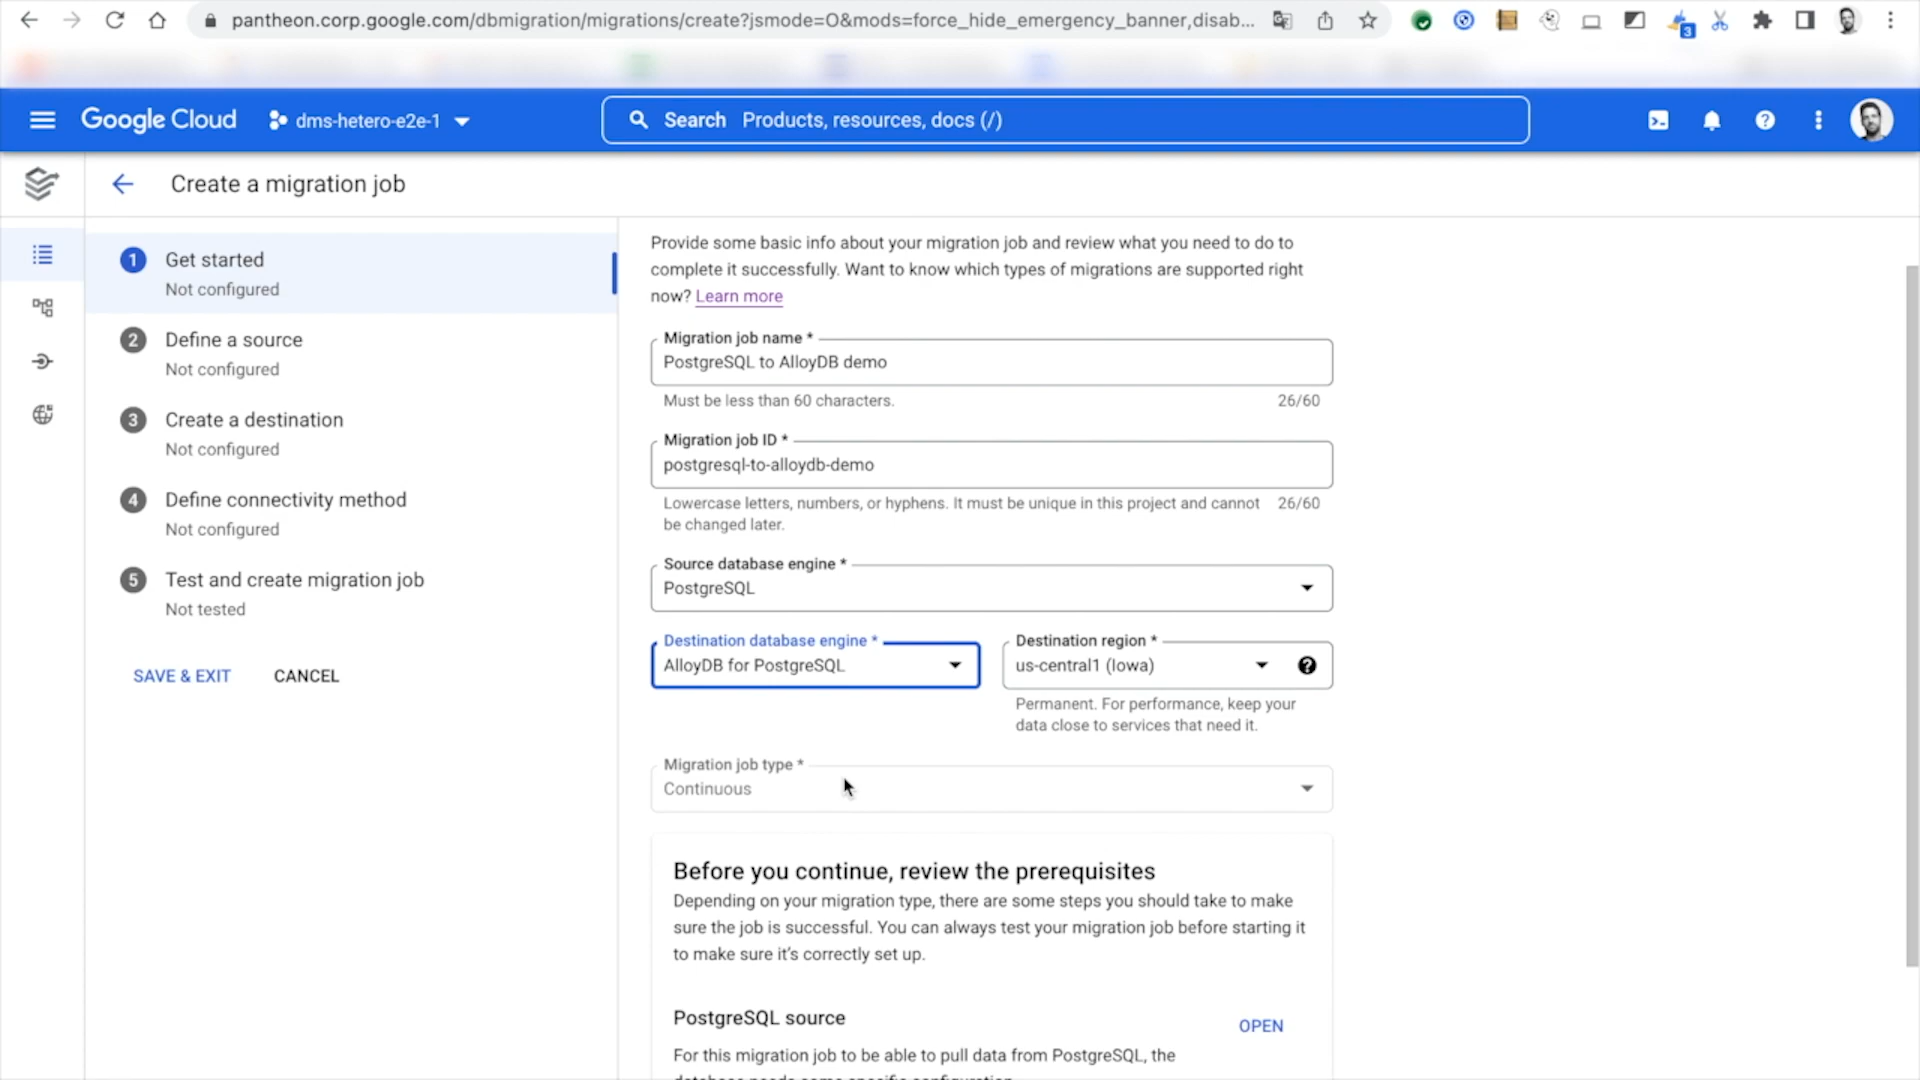 pantheon.corp.google.com/dbmigration/migrations/create?jsmode=O&mods=force_hide_emergency_banner,disab...
3
Google Cloud
dms-hetero-e2e-1
Search Products, resources, docs (/)
Create a migration job
1 Get started
Not configured
2 Define a source
Not configured
3 Create a destination
Not configured
4 Define connectivity method
Not configured
5 Test and create migration job
Not tested
SAVE & EXIT CANCEL
Provide some basic info about your migration job and review what you need to do to
complete it successfully. Want to know which types of migrations are supported right
now? Learn more
Migration job name *
PostgreSQL to AlloyDB demo
Must be less than 60 characters. 26/60
Migration job ID *
postgresql-to-alloydb-demo
Lowercase letters, numbers, or hyphens. It must be unique in this project and cannot 26/60
be changed later.
Source database engine *
PostgreSQL
Destination database engine *
AlloyDB for PostgreSQL
Destination region *
us-central1 (Iowa)
Permanent. For performance, keep your
data close to services that need it.
Migration job type *
Continuous
Before you continue, review the prerequisites
Depending on your migration type, there are some steps you should take to make
sure the job is successful. You can always test your migration job before starting it
to make sure it's correctly set up.
PostgreSQL source
OPEN
For this migration job to be able to pull data from PostgreSQL, the
database needs some specific configuration